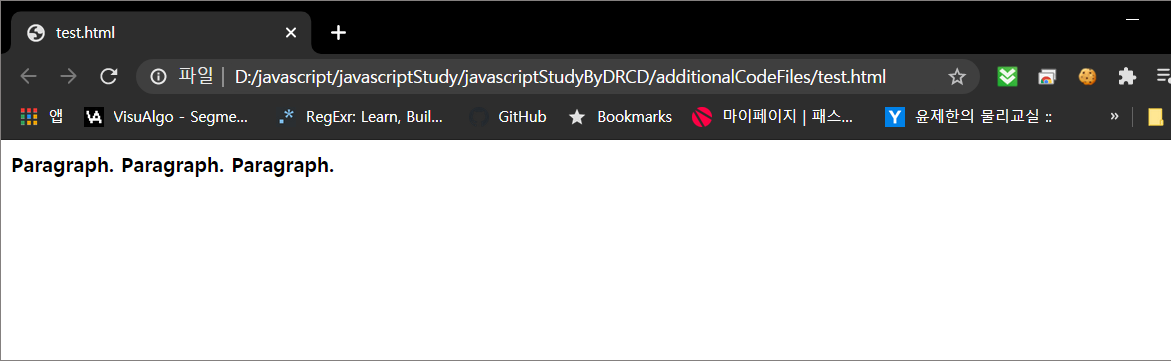 test.html
파일 | D:/javascript/javascriptStudy/javascriptStudyByDRCD/additionalCodeFiles/test.html
앱 VA VisuAlgo - Segme... .* RegExr: Learn, Buil... GitHub Bookmarks 마이페이지 | 패스... Y 윤제한의 물리교실 :: »
Paragraph. Paragraph. Paragraph.